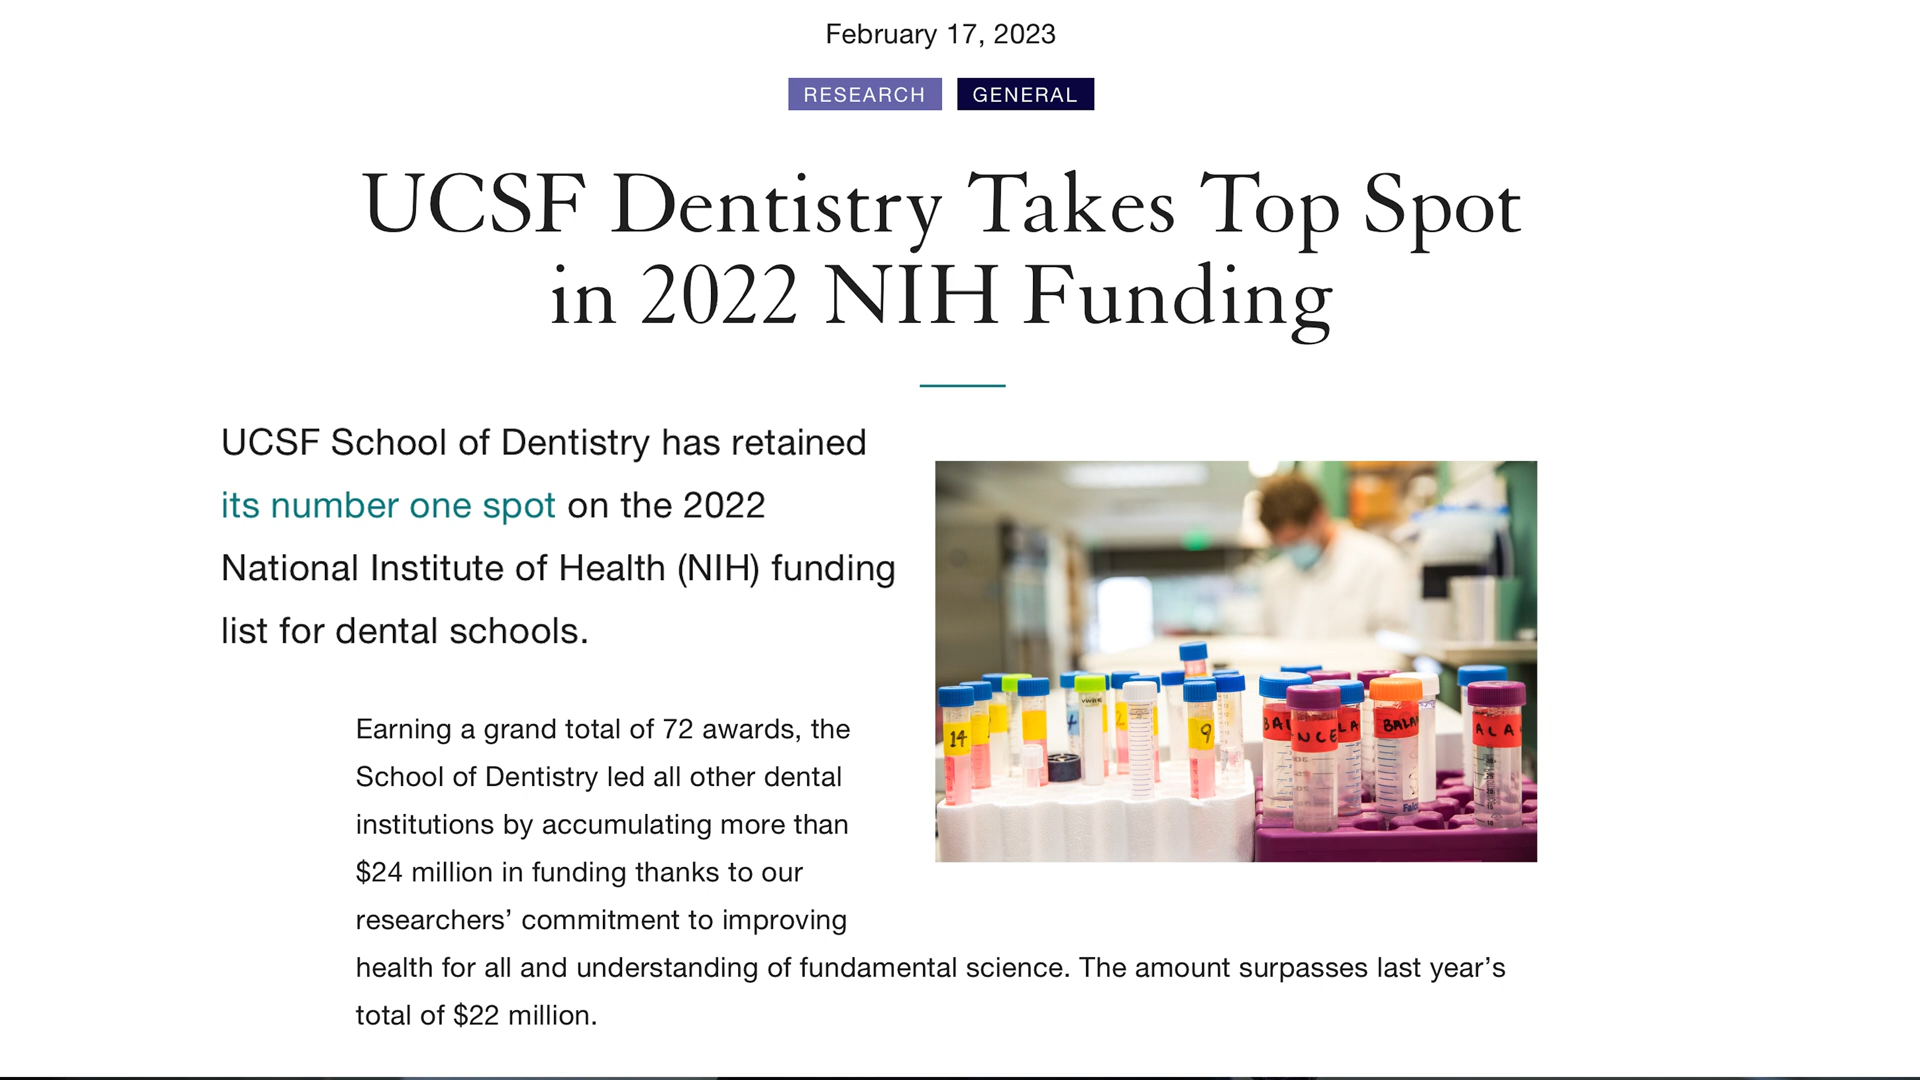 February 17, 2023
RESEARCH GENERAL
UCSF Dentistry Takes Top Spot
in 2022 NIH Funding
UCSF School of Dentistry has retained
its number one spot on the 2022
National Institute of Health (NIH) funding
list for dental schools.
Earning a grand total of 72 awards, the
School of Dentistry led all other dental
institutions by accumulating more than
$24 million in funding thanks to our
researchers’ commitment to improving
health for all and understanding of fundamental science. The amount surpasses last year’s
total of $22 million.
14
9